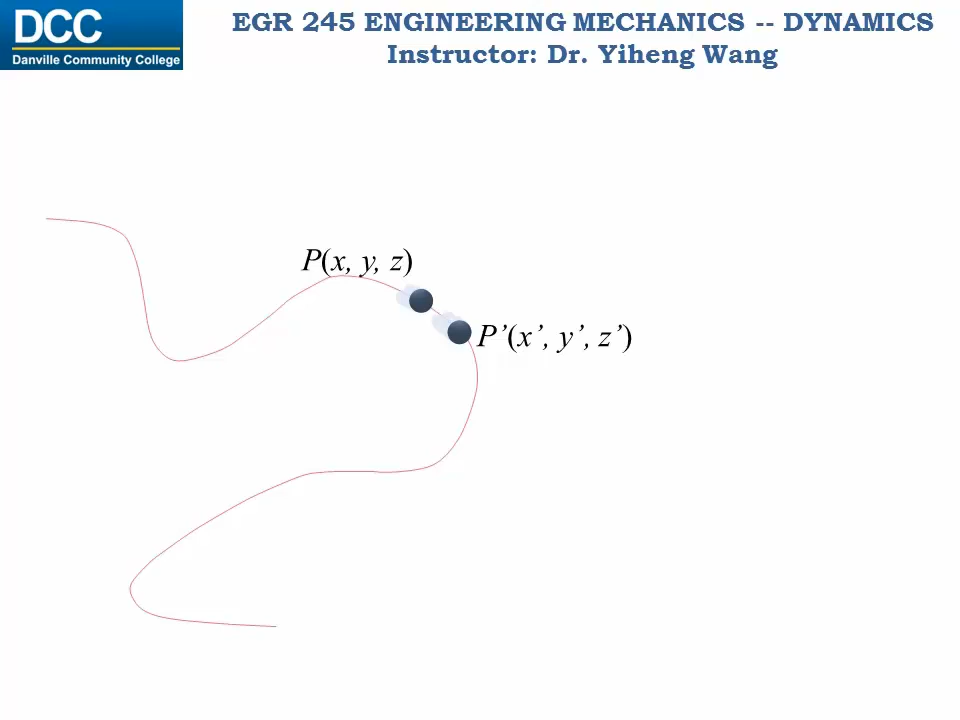 DCC
Danville Community College
EGR 245 ENGINEERING MECHANICS -- DYNAMICS
Instructor: Dr. Yiheng Wang
P(x, y, z)
P’(x’, y’, z’)